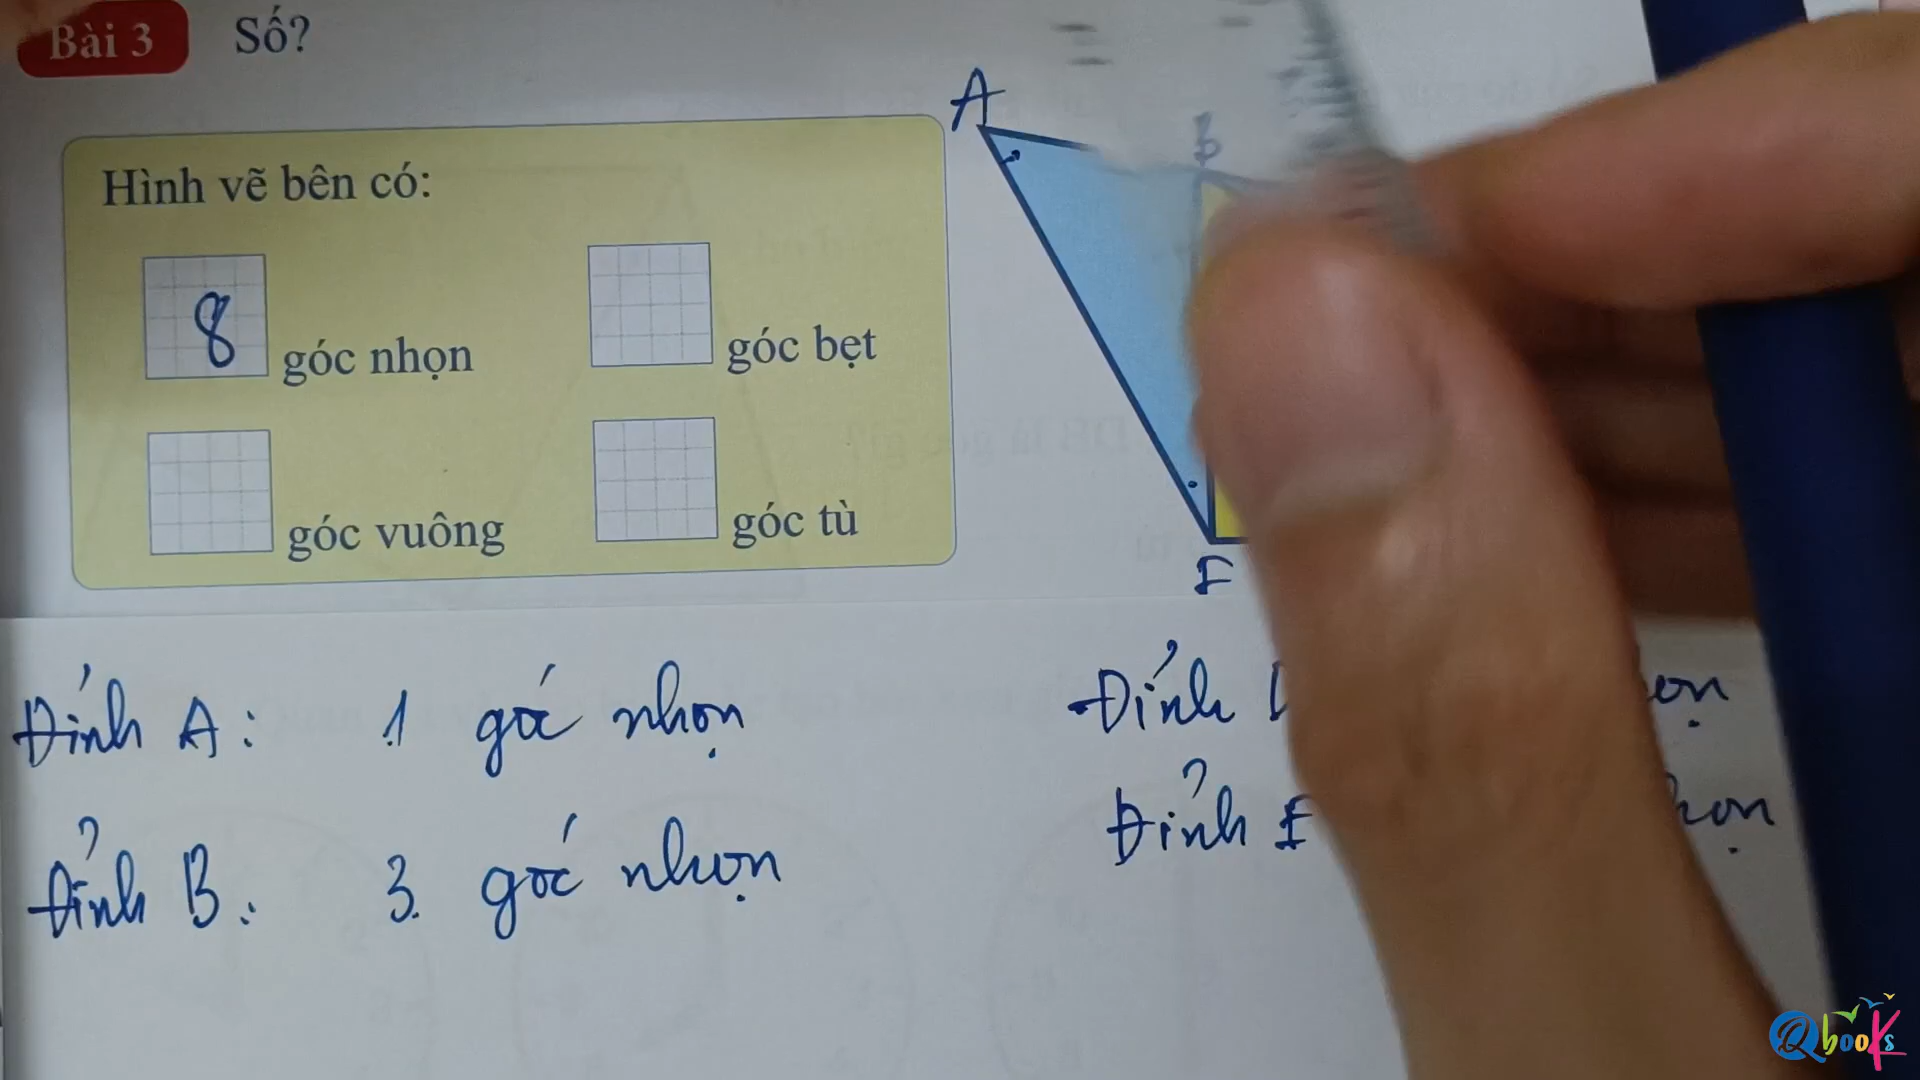 Bài 3 Số?
A
B
Hình vẽ bên có:
8 góc nhọn
góc bẹt
góc vuông
góc tù
E
Đỉnh A: 1 góc nhọn
Đỉnh
Đỉnh B: 3 góc nhọn
Đỉnh E
Qbooks